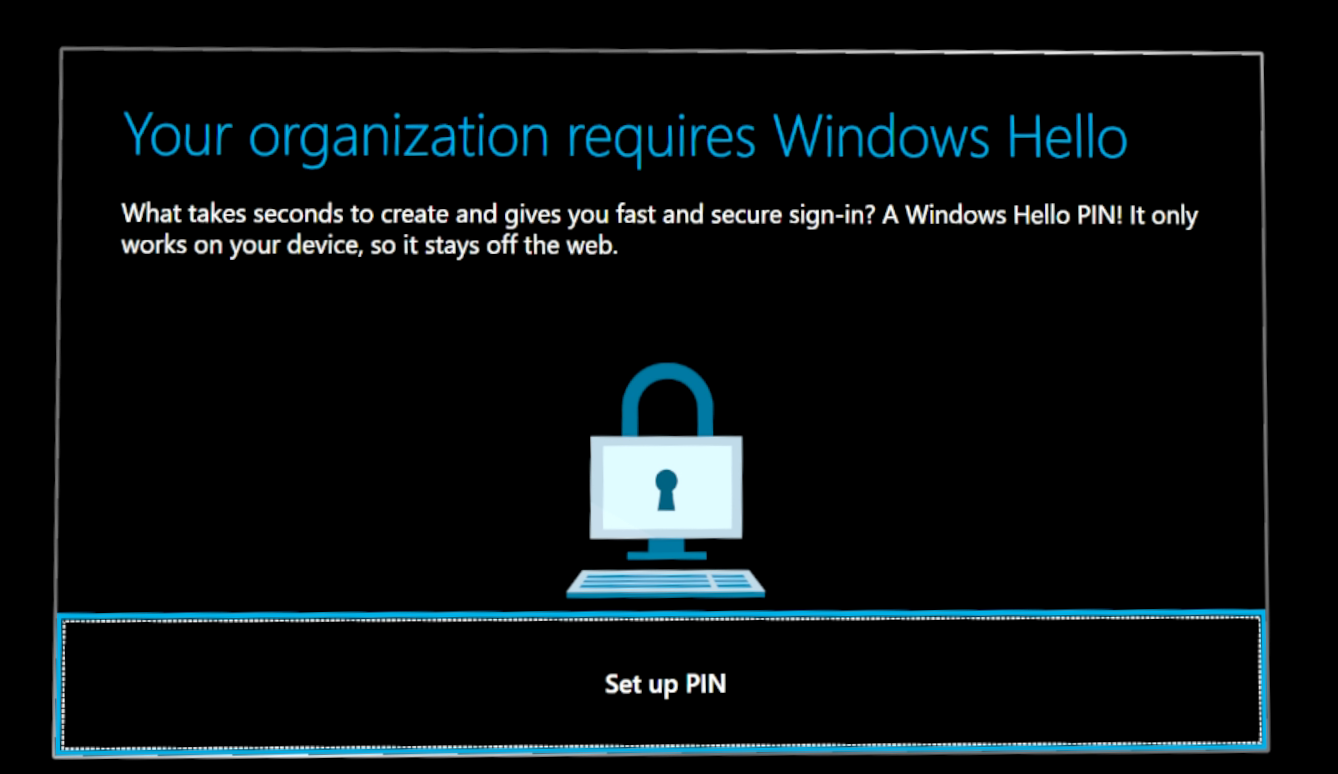 Your organization requires Windows Hello
What takes seconds to create and gives you fast and secure sign-in? A Windows Hello PIN! It only
works on your device, so it stays off the web.
Set up PIN